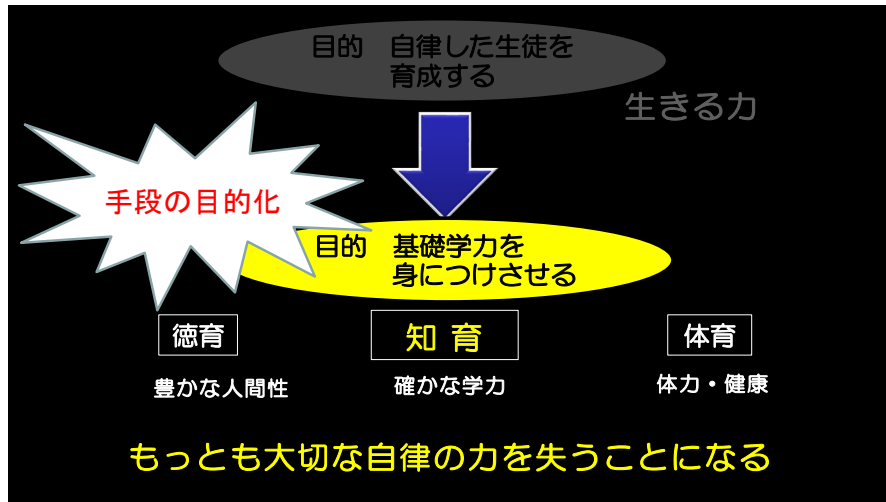 目的 自律した生徒を
育成する
生きる力
手段の目的化
目的 基礎学力を
身につけさせる
徳育
知 育
体育
豊かな人間性
確かな学力
体力・健康
もっとも大切な自律の力を失うことになる